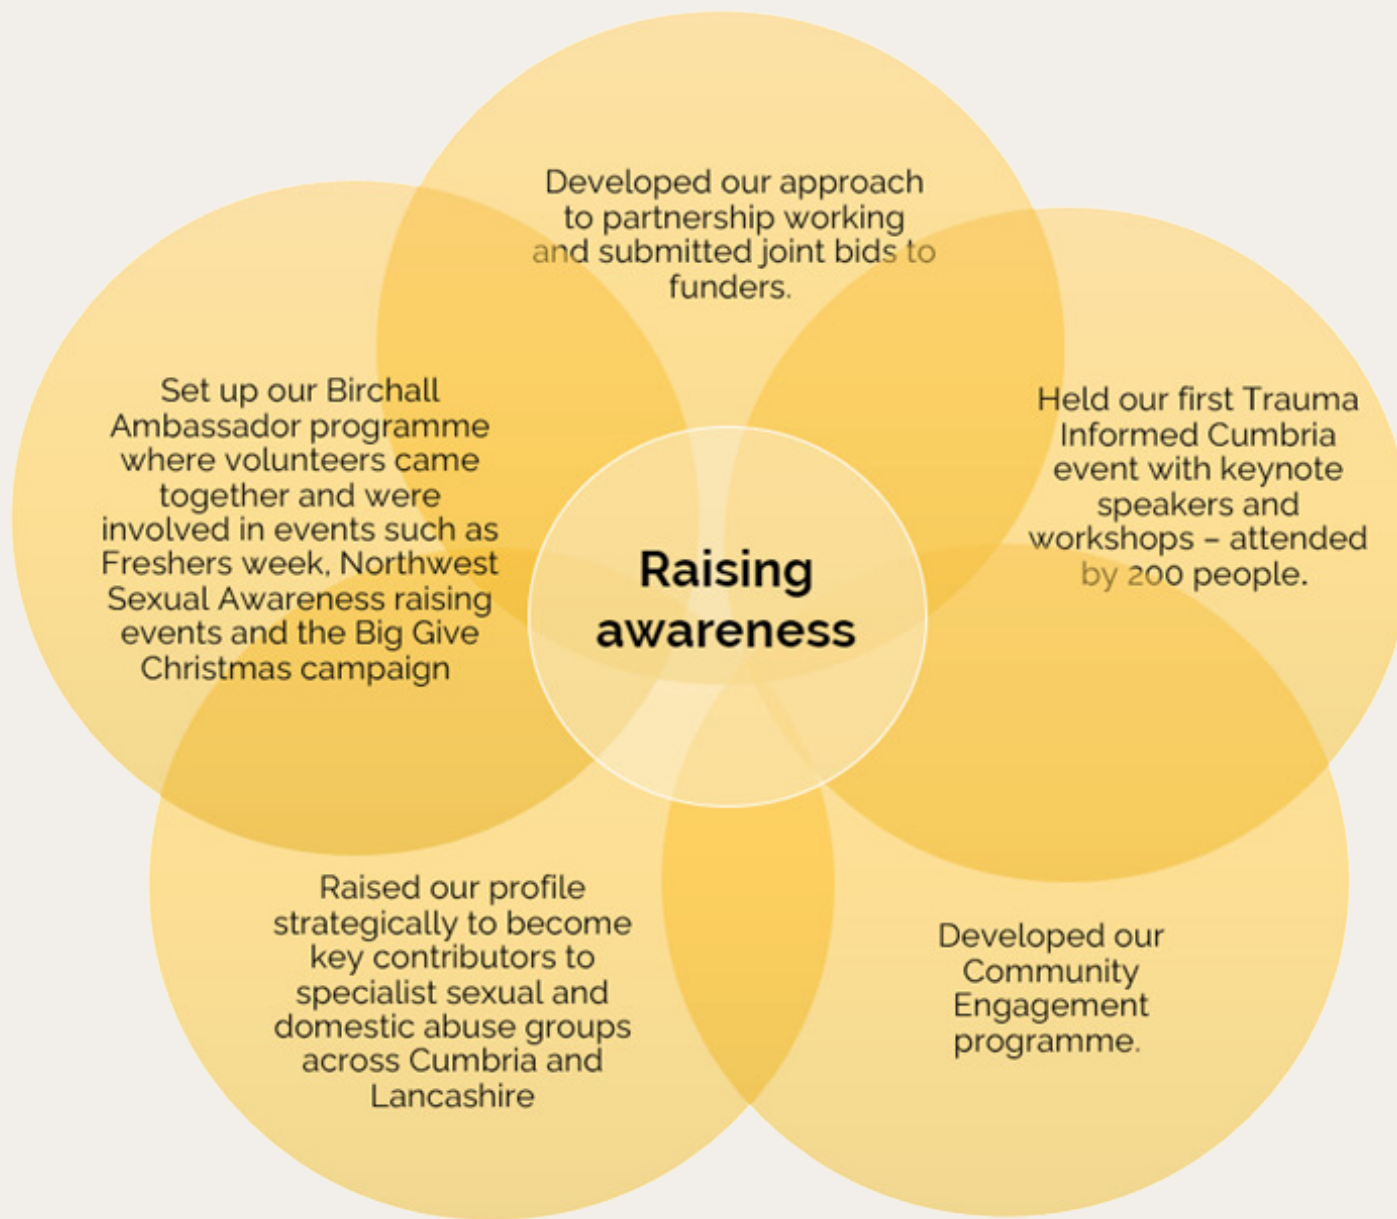 Developed our approach
to partnership working
and submitted joint bids to
funders.
Set up our Birchall
Ambassador programme
where volunteers came
together and were
involved in events such as
Freshers week, Northwest
Sexual Awareness raising
events and the Big Give
Christmas campaign
Held our first Trauma
Informed Cumbria
event with keynote
speakers and
workshops – attended
by 200 people.
Raising
awareness
Raised our profile
strategically to become
key contributors to
specialist sexual and
domestic abuse groups
across Cumbria and
Lancashire
Developed our
Community
Engagement
programme.